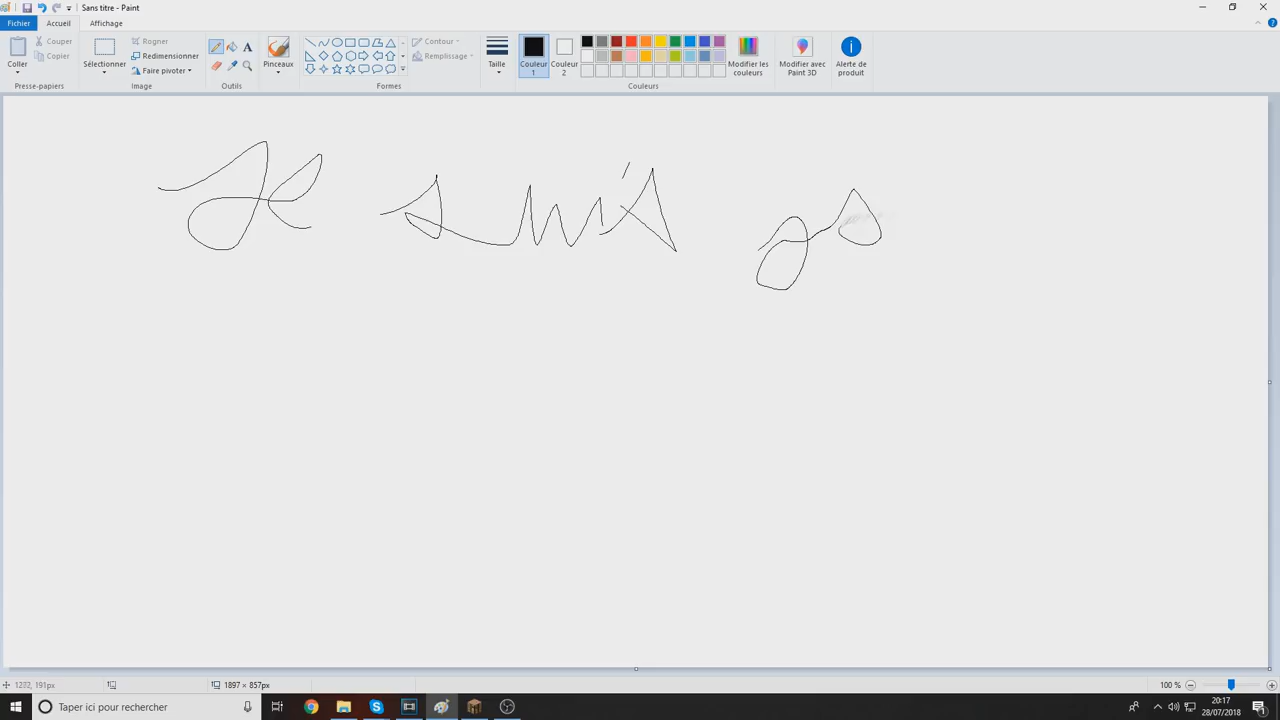 Sans titre - Paint
Fichier Accueil Affichage
Coller
Couper
Copier
Presse-papiers
Sélectionner
Rogner
Redimensionner
Faire pivoter
Image
Outils
Pinceaux
Contour
Remplissage
Formes
Taille
Couleur 1
Couleur 2
Modifier les couleurs
Couleurs
Modifier avec Paint 3D
Alerte de produit
Je suis
1897 × 857px
100 %
Taper ici pour rechercher
20:17
28/07/2018